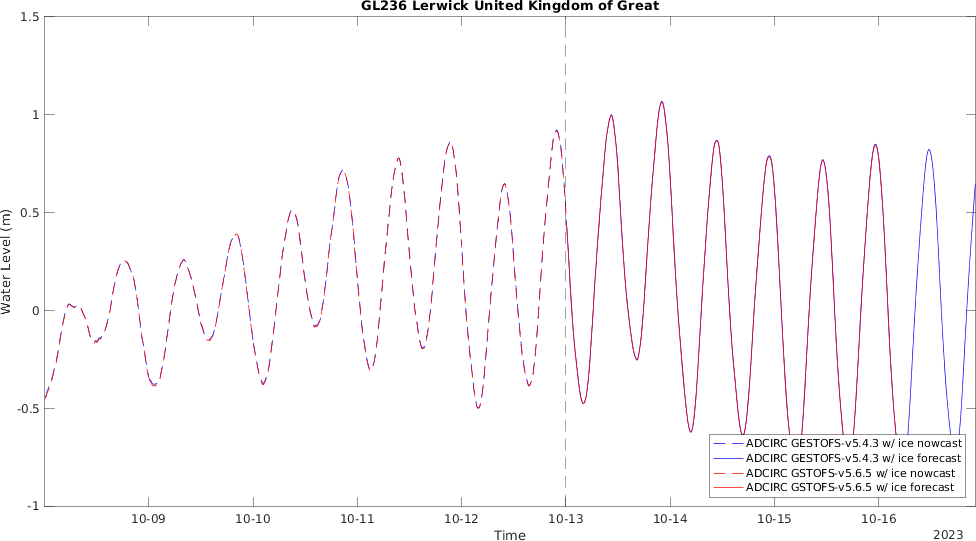 GL236 Lerwick United Kingdom of Great
1.5
1
0.5
0
-0.5
-1
Water Level (m)
10-09 10-10 10-11 10-12 10-13 10-14 10-15 10-16
Time
2023
ADCIRC GESTOFS-v5.4.3 w/ ice nowcast
ADCIRC GESTOFS-v5.4.3 w/ ice forecast
ADCIRC GSTOFS-v5.6.5 w/ ice nowcast
ADCIRC GSTOFS-v5.6.5 w/ ice forecast